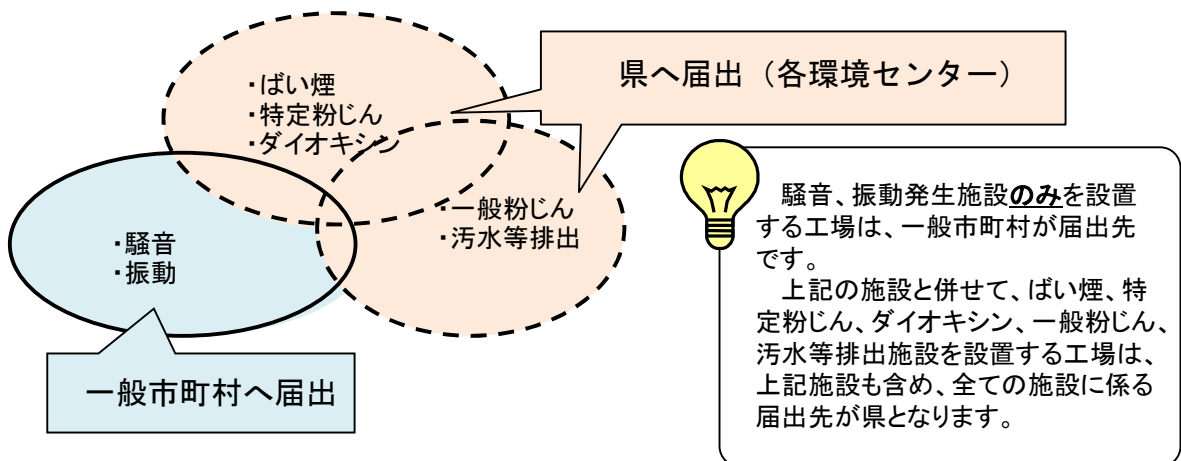 県へ届出（各環境センター）
・ばい煙
・特定粉じん
・ダイオキシン
・一般粉じん
・汚水等排出
・騒音
・振動
一般市町村へ届出
騒音、振動発生施設のみを設置
する工場は、一般市町村が届出先
です。
上記の施設と併せて、ばい煙、特
定粉じん、ダイオキシン、一般粉じん、
汚水等排出施設を設置する工場は、
上記施設も含め、全ての施設に係る
届出先が県となります。